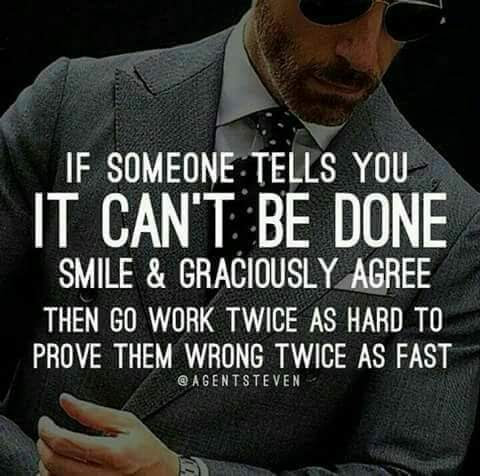 IF SOMEONE TELLS YOU
IT CAN'T BE DONE
SMILE & GRACIOUSLY AGREE
THEN GO WORK TWICE AS HARD TO
PROVE THEM WRONG TWICE AS FAST
@AGENTSTEVEN